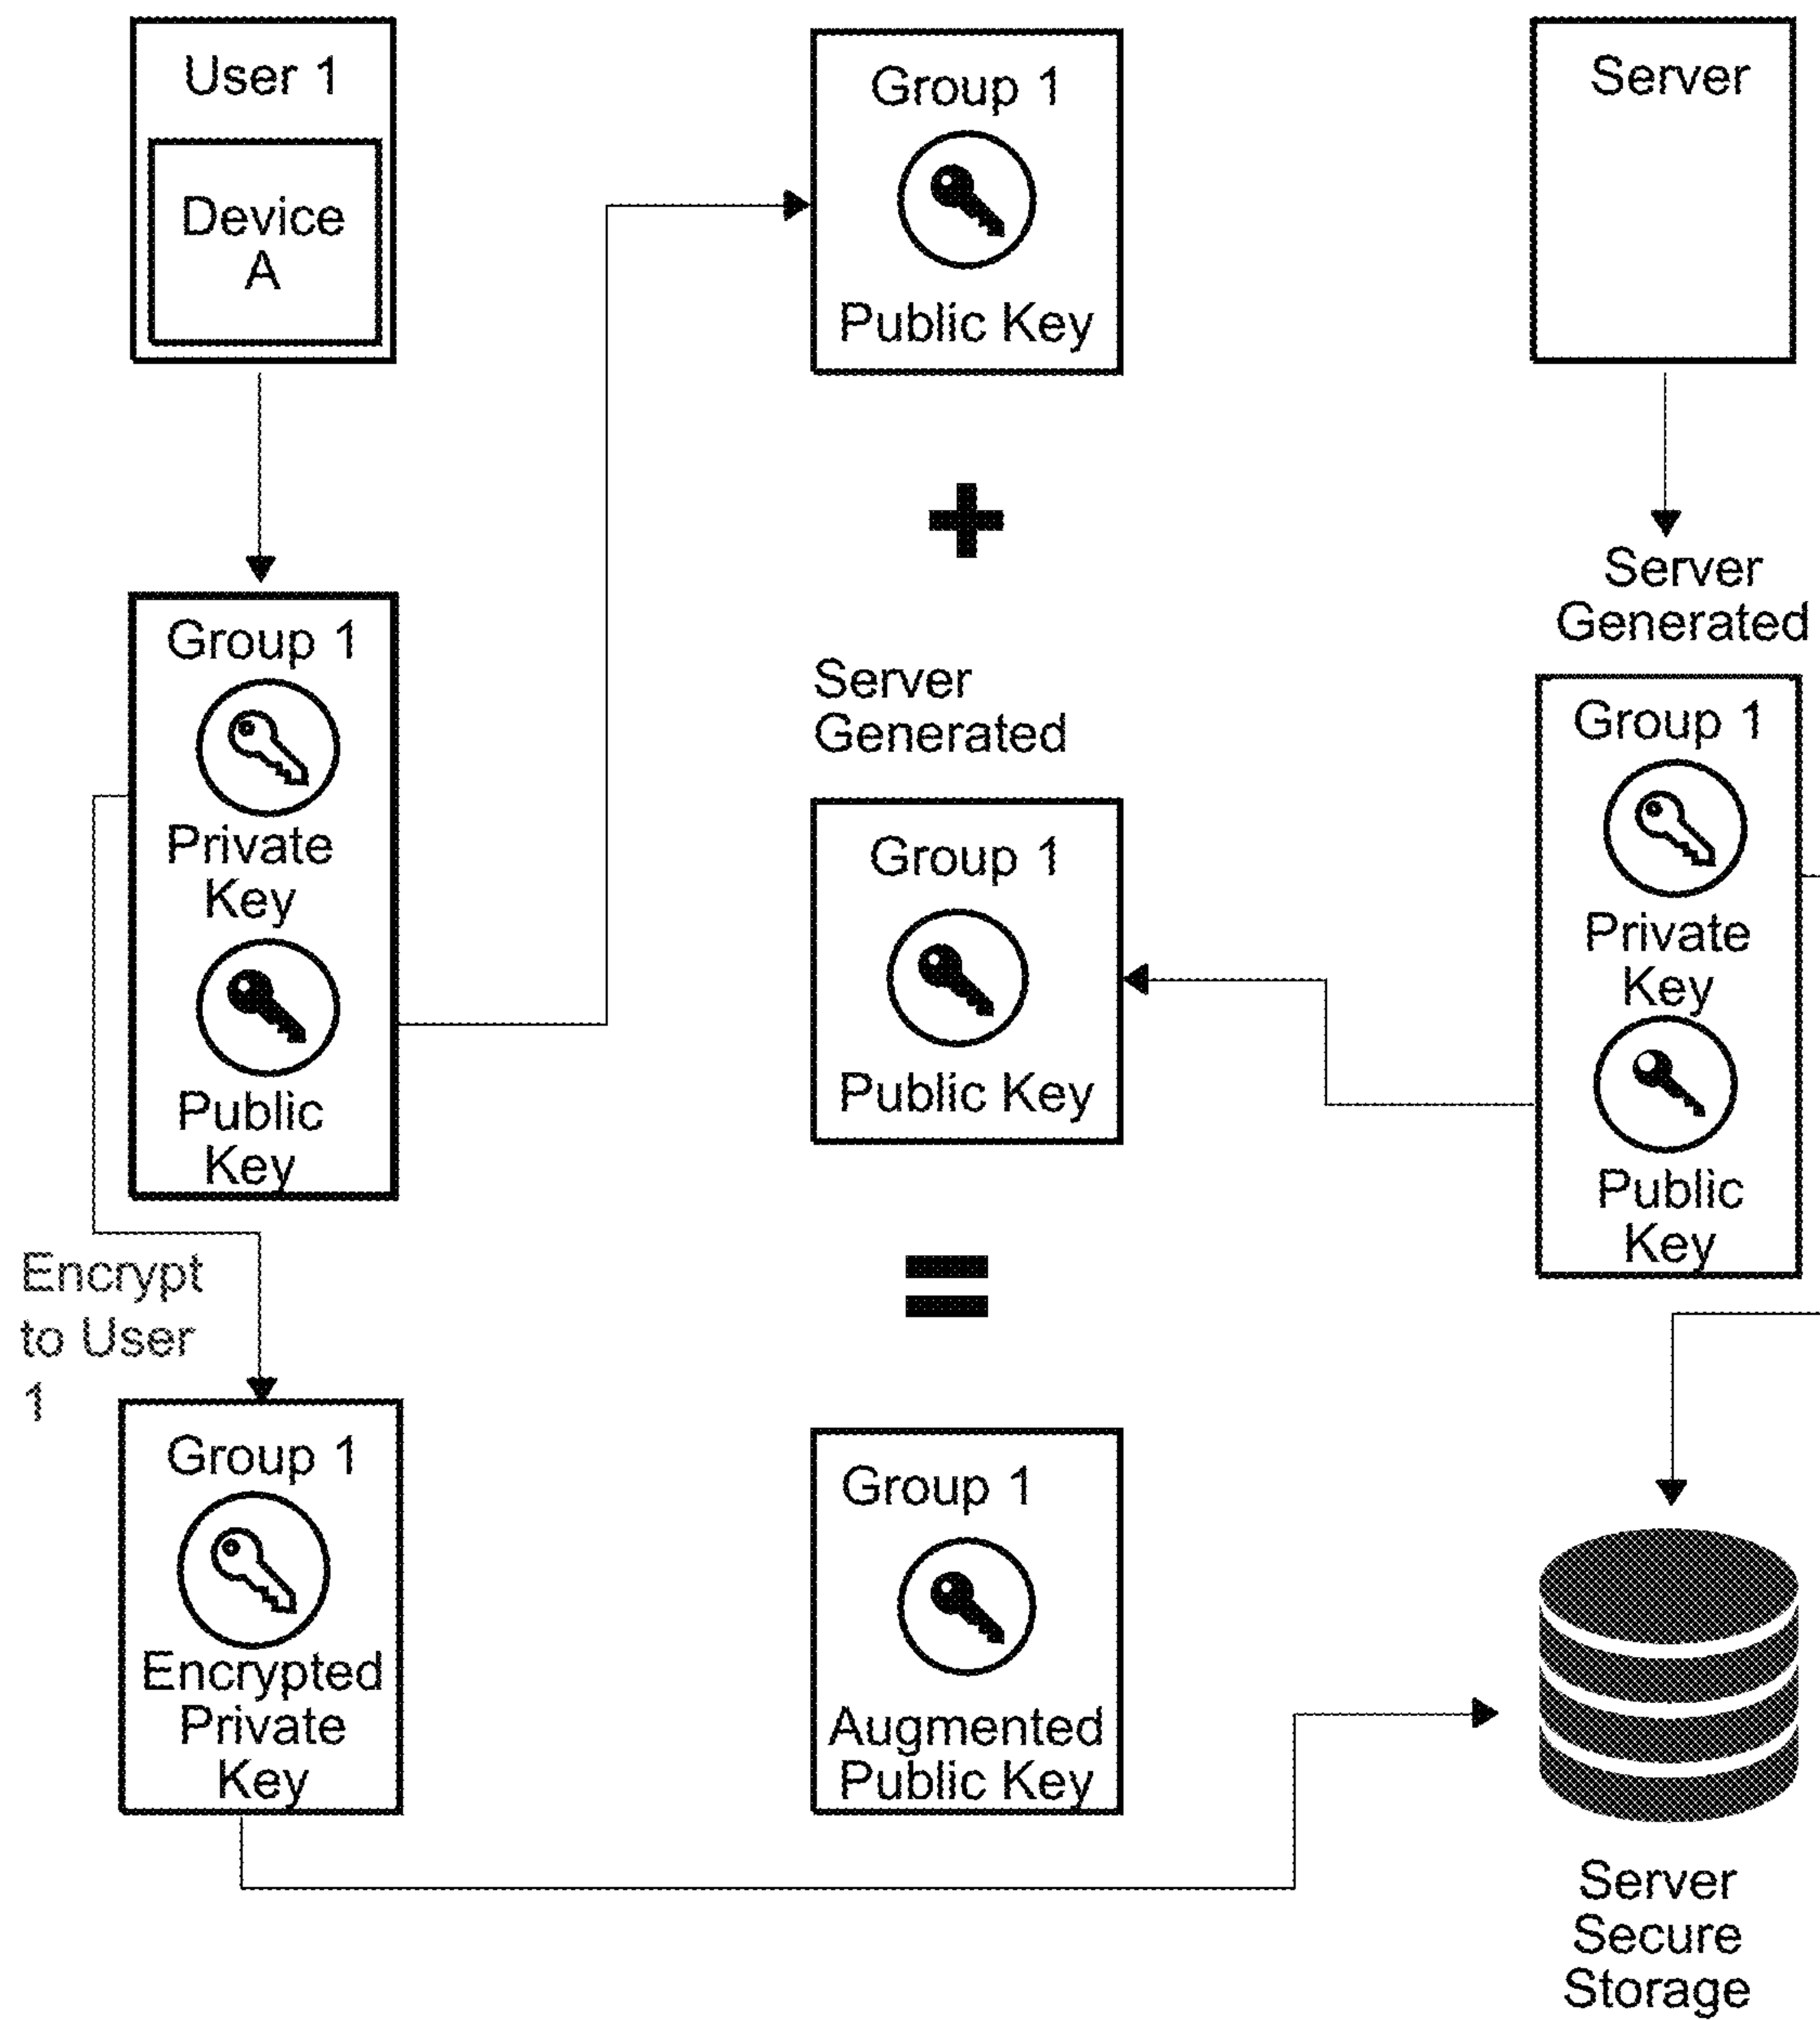 User 1
Device
A
Group 1
Public Key
Server
+
Server
Generated
Group 1
Private
Key
Public
Key
Server
Generated
Group 1
Public Key
Group 1
Private
Key
Public
Key
=
Encrypt
to User
1
Group 1
Encrypted
Private
Key
Group 1
Augmented
Public Key
Server
Secure
Storage